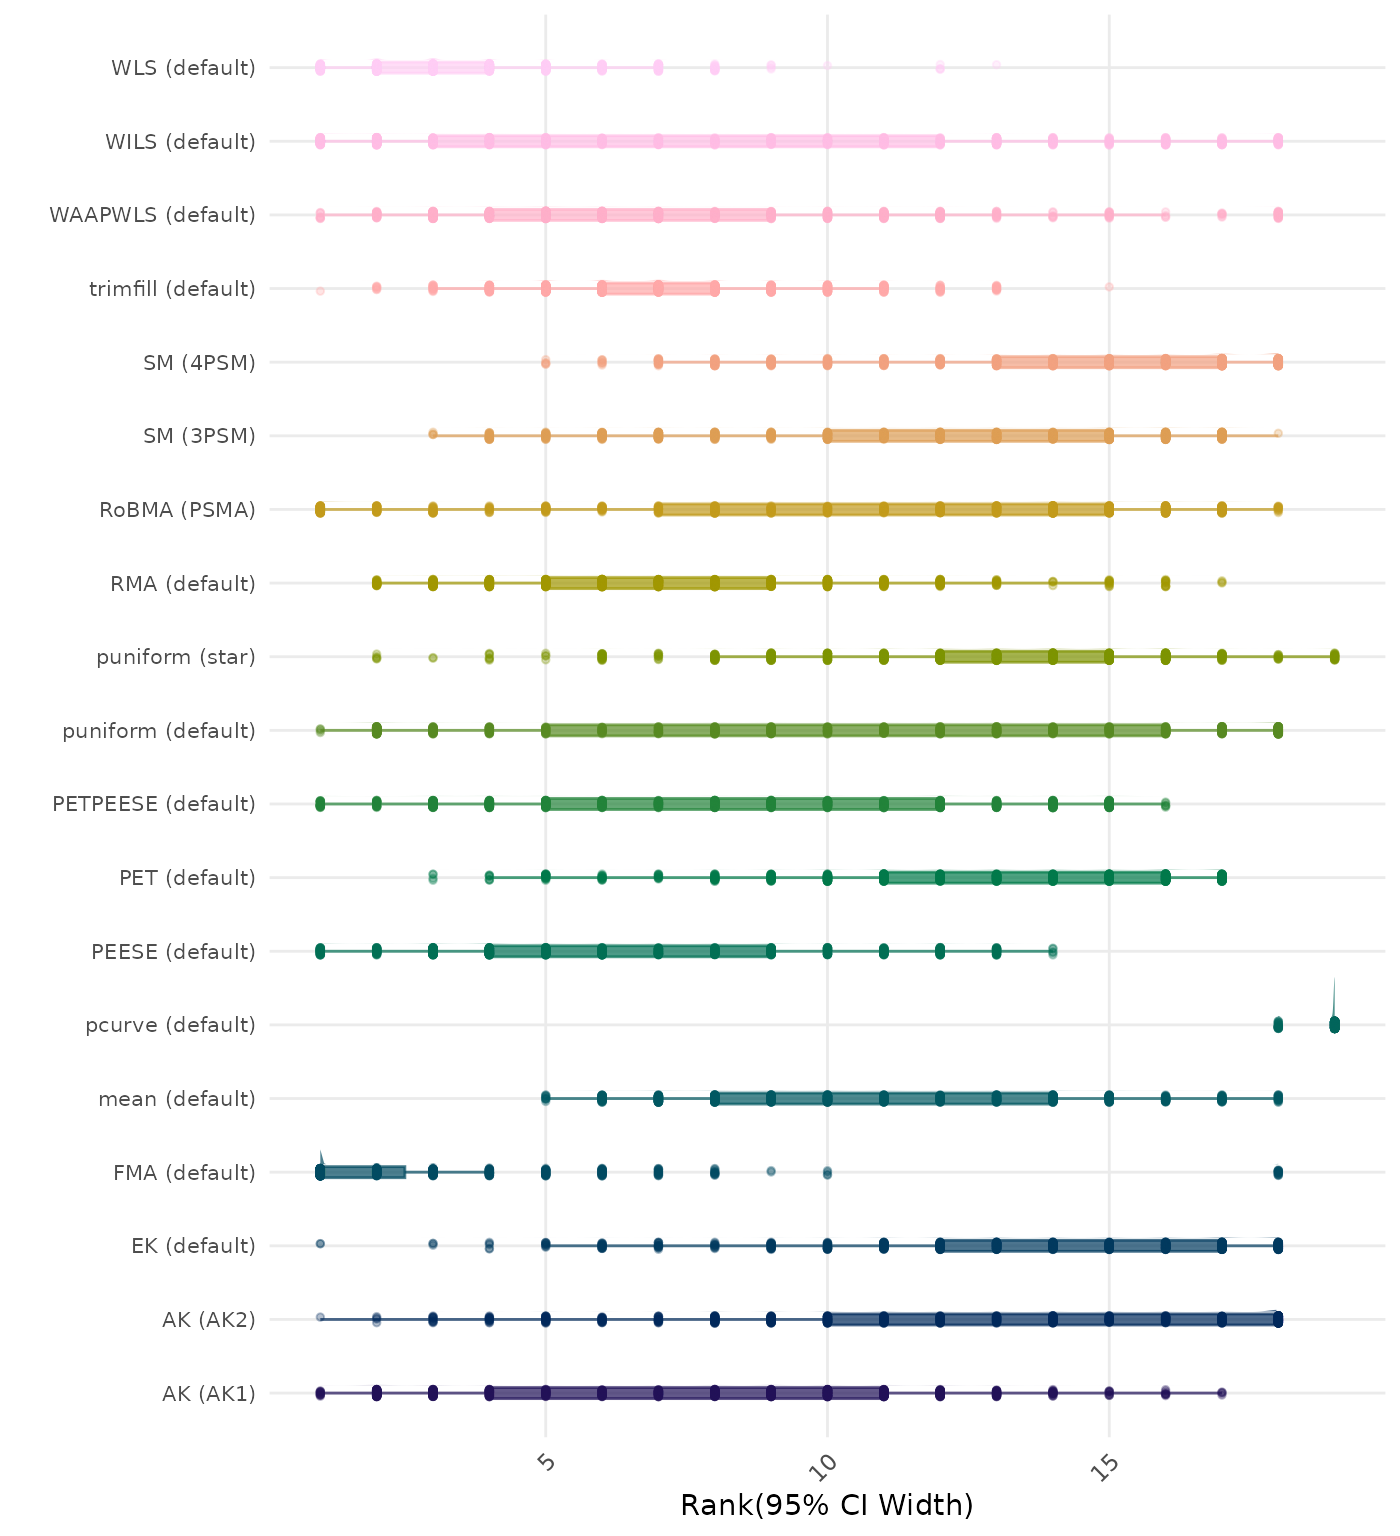 WLS (default)
WILS (default)
WAAPWLS (default)
trimfill (default)
SM (4PSM)
SM (3PSM)
RoBMA (PSMA)
RMA (default)
puniform (star)
puniform (default)
PETPEESE (default)
PET (default)
PEESE (default)
pcurve (default)
mean (default)
FMA (default)
EK (default)
AK (AK2)
AK (AK1)
5
10
15
Rank(95% CI Width)